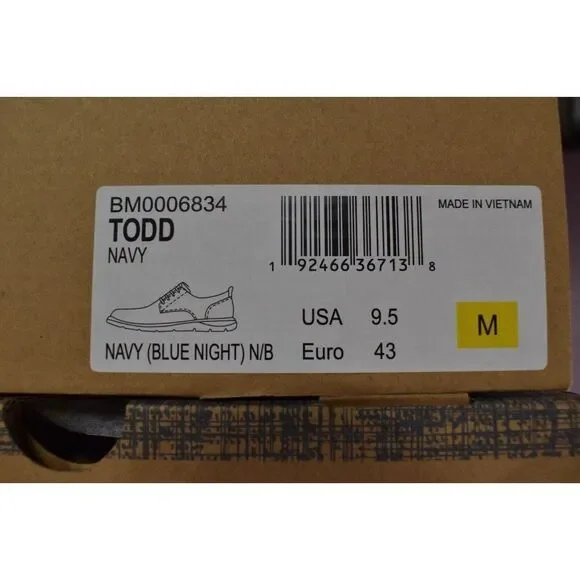 BM0006834
TODD
NAVY
MADE IN VIETNAM
1 92466 36713 8
USA 9.5
M
NAVY (BLUE NIGHT) N/B
Euro 43